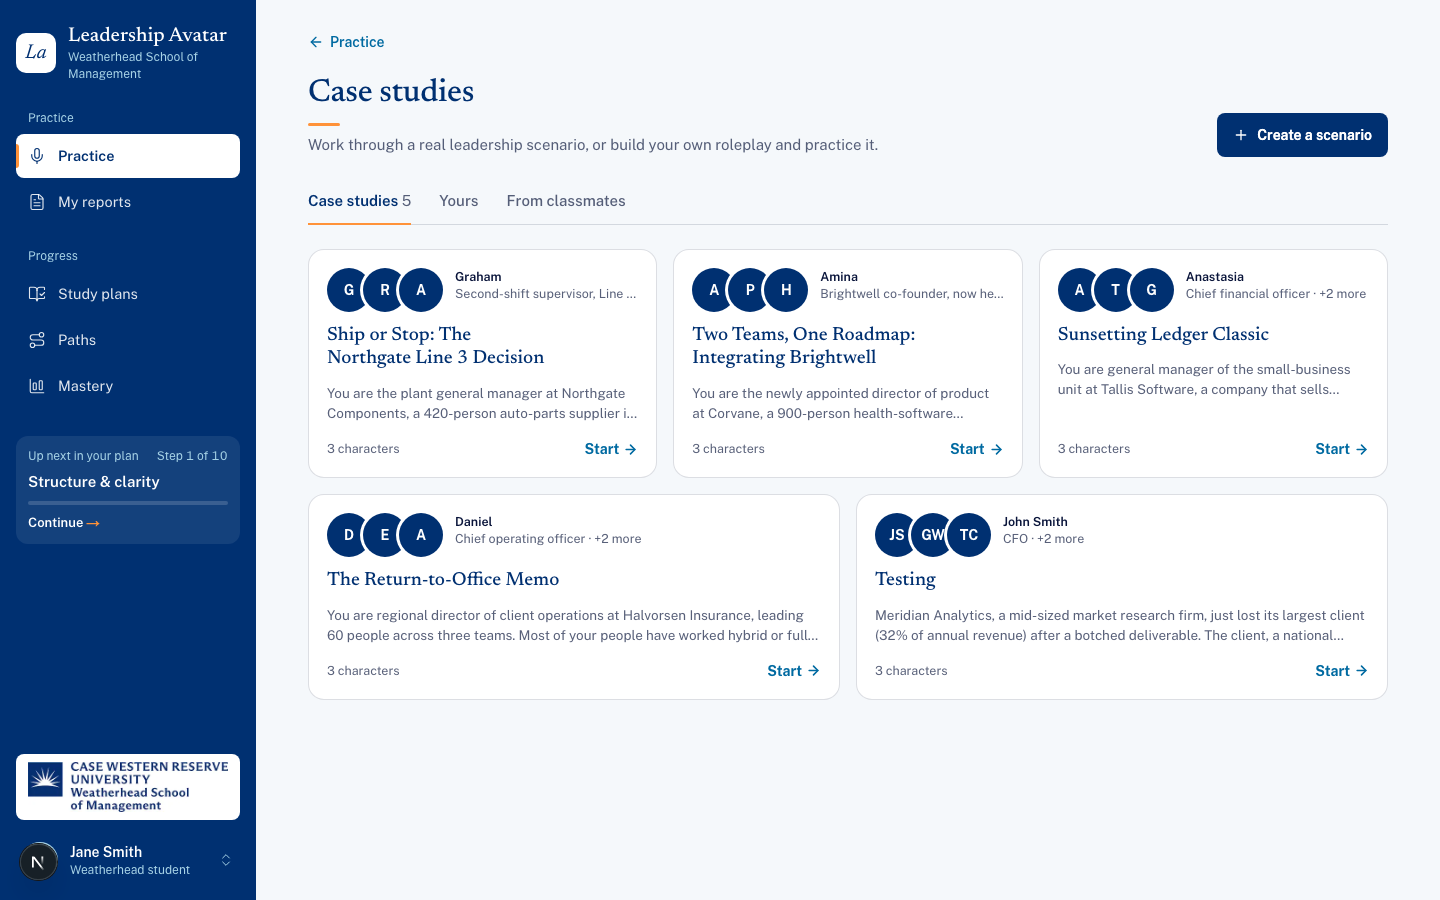 La
Leadership Avatar
Weatherhead School of
Management
Practice
Practice
My reports
Progress
Study plans
Paths
Mastery
Up next in your plan Step 1 of 10
Structure & clarity
Continue →
CASE WESTERN RESERVE
UNIVERSITY
Weatherhead School
of Management
N
Jane Smith
Weatherhead student
← Practice
Case studies
Work through a real leadership scenario, or build your own roleplay and practice it.
+ Create a scenario
Case studies 5 Yours From classmates
G R A
Graham
Second-shift supervisor, Line ...
Ship or Stop: The
Northgate Line 3 Decision
You are the plant general manager at Northgate
Components, a 420-person auto-parts supplier i...
3 characters Start →
A P H
Amina
Brightwell co-founder, now he...
Two Teams, One Roadmap:
Integrating Brightwell
You are the newly appointed director of product
at Corvane, a 900-person health-software...
3 characters Start →
A T G
Anastasia
Chief financial officer · +2 more
Sunsetting Ledger Classic
You are general manager of the small-business
unit at Tallis Software, a company that sells...
3 characters Start →
D E A
Daniel
Chief operating officer · +2 more
The Return-to-Office Memo
You are regional director of client operations at Halvorsen Insurance, leading
60 people across three teams. Most of your people have worked hybrid or full...
3 characters Start →
JS GW TC
John Smith
CFO · +2 more
Testing
Meridian Analytics, a mid-sized market research firm, just lost its largest client
(32% of annual revenue) after a botched deliverable. The client, a national...
3 characters Start →